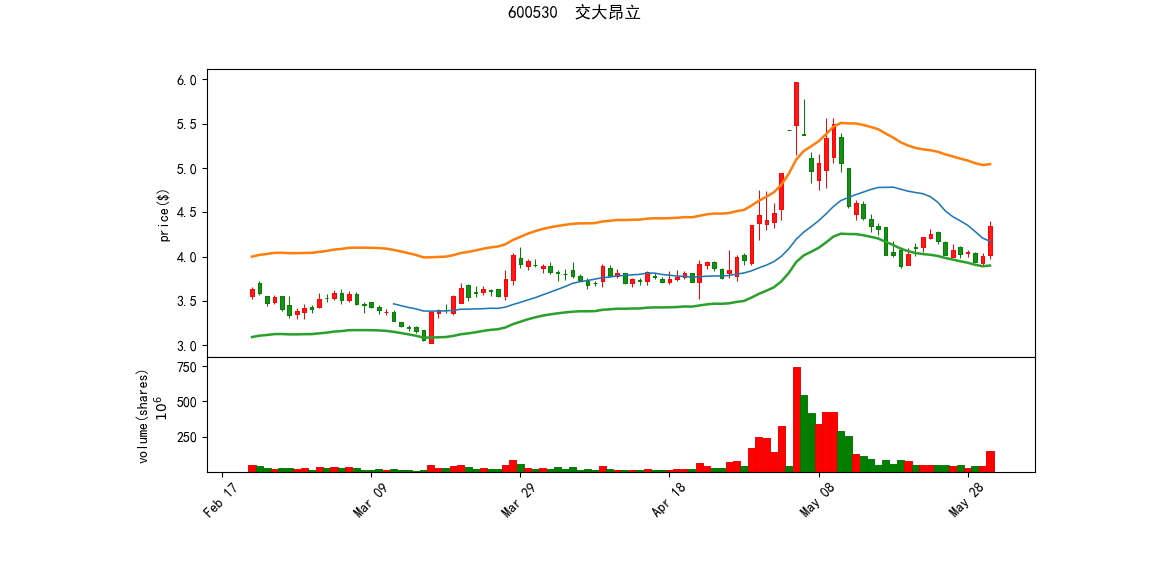 600530 交大昂立
price($)
6.0
5.5
5.0
4.5
4.0
3.5
3.0
volume(shares)
10^6
750
500
250
Feb 17
Mar 09
Mar 29
Apr 18
May 08
May 28